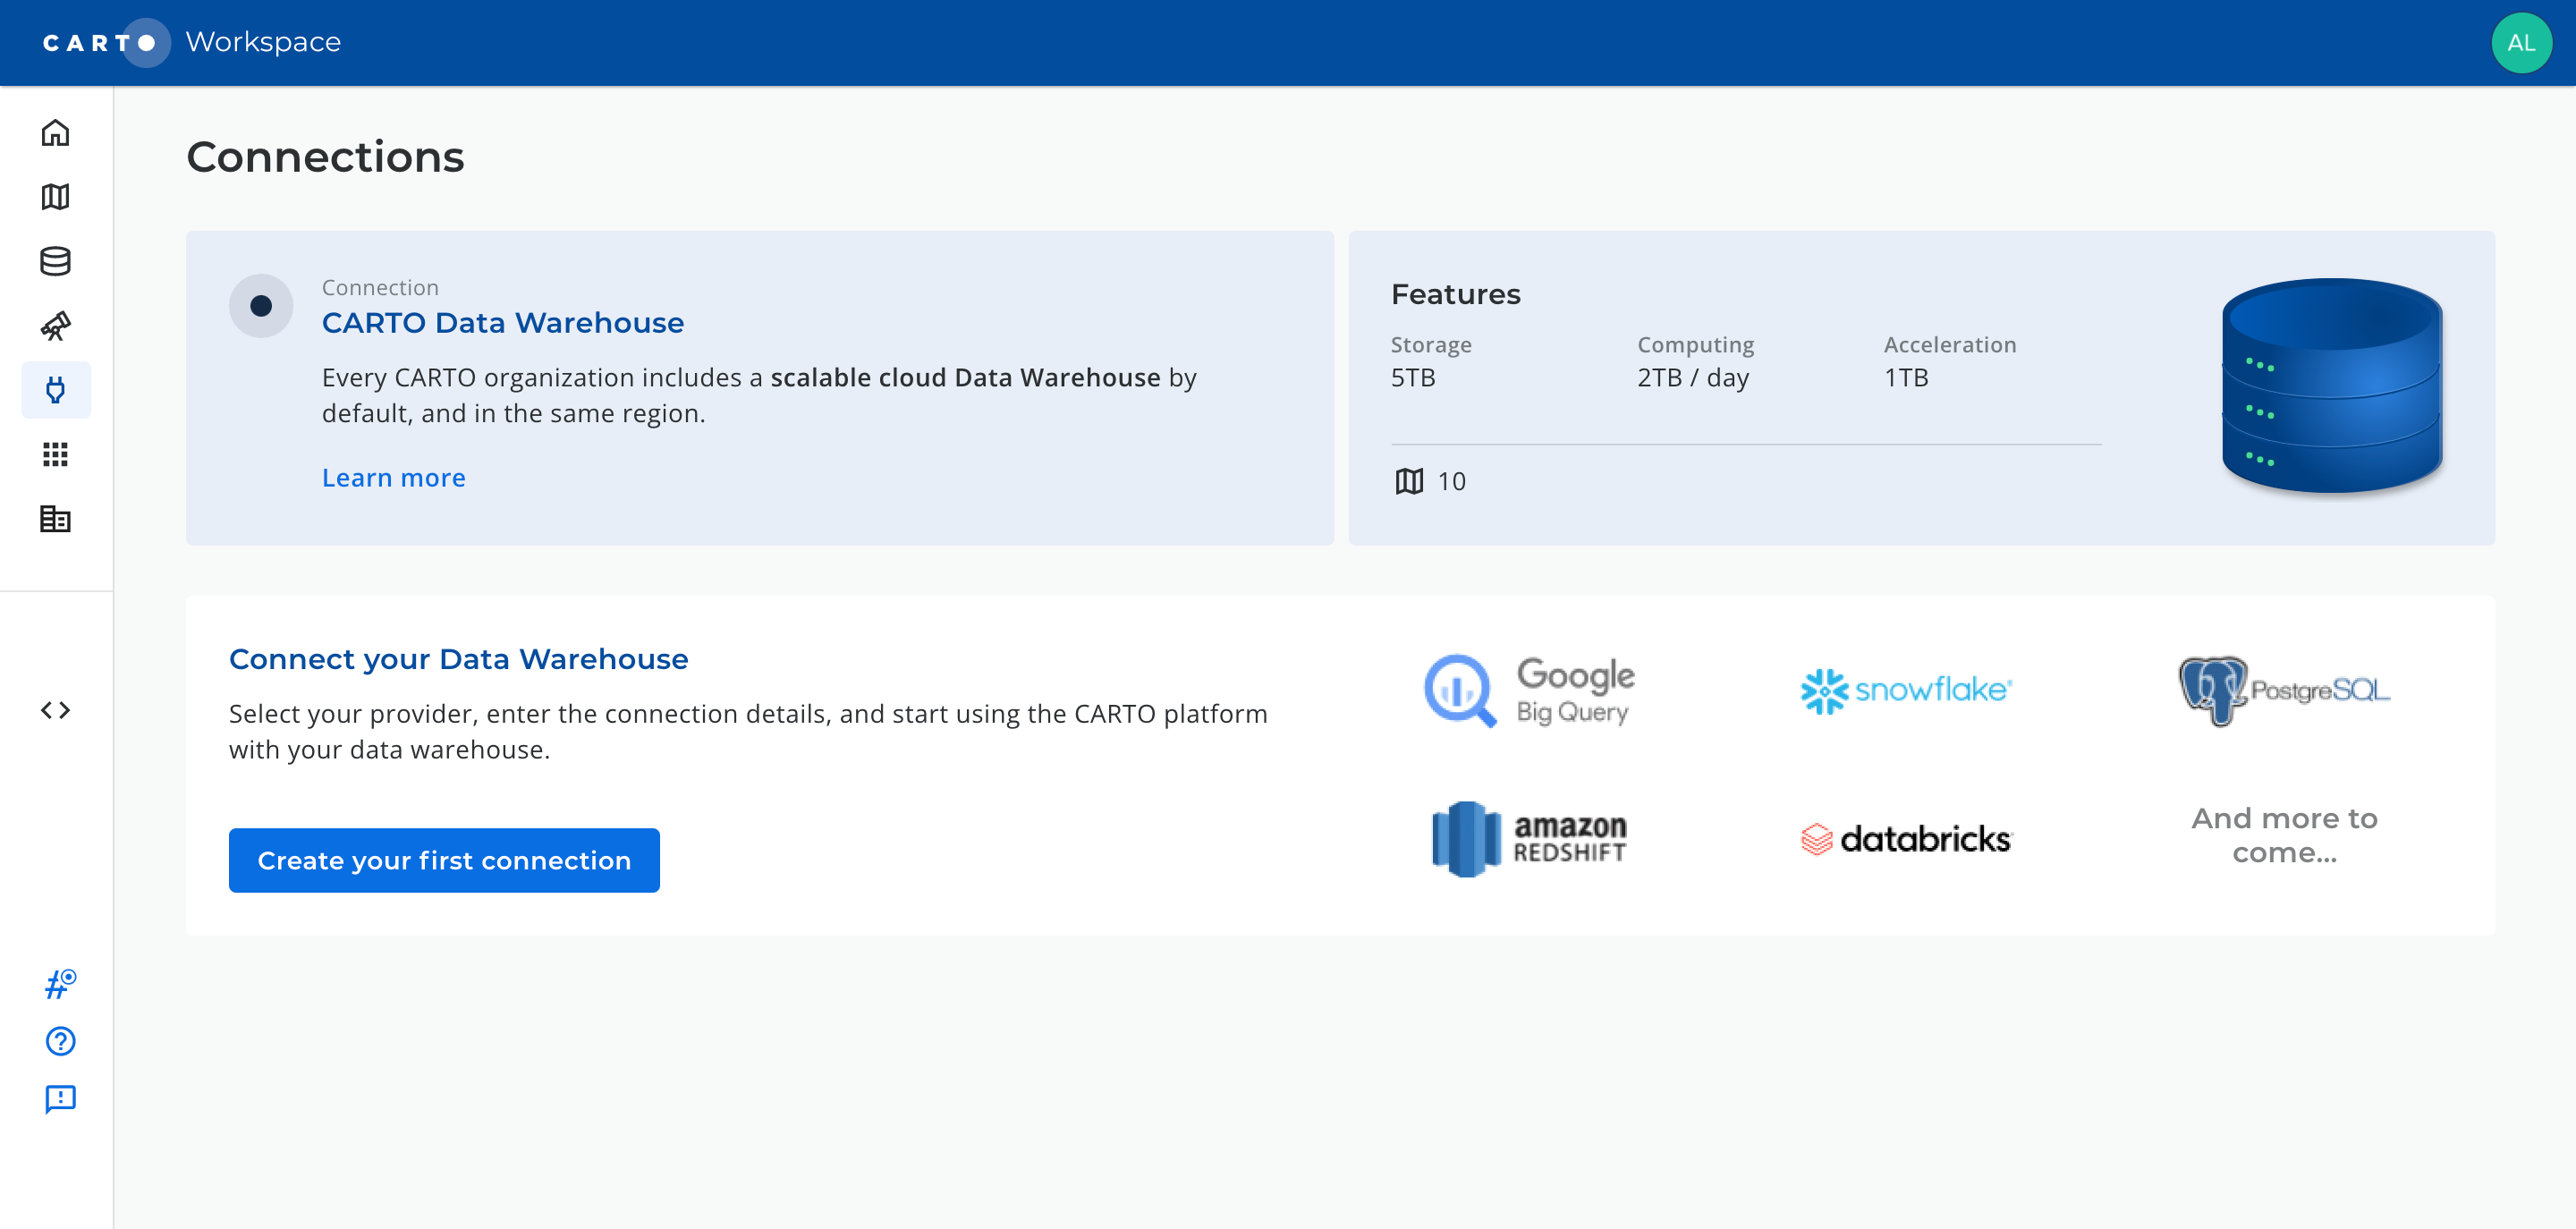 CARTO Workspace
AL
Connections
Connection
CARTO Data Warehouse
Every CARTO organization includes a scalable cloud Data Warehouse by
default, and in the same region.
Learn more
Features
Storage
Computing
Acceleration
5TB
2TB / day
1TB
10
Connect your Data Warehouse
Select your provider, enter the connection details, and start using the CARTO platform
with your data warehouse.
Create your first connection
Google
Big Query
snowflake
PostgreSQL
amazon
REDSHIFT
databricks
And more to
come...